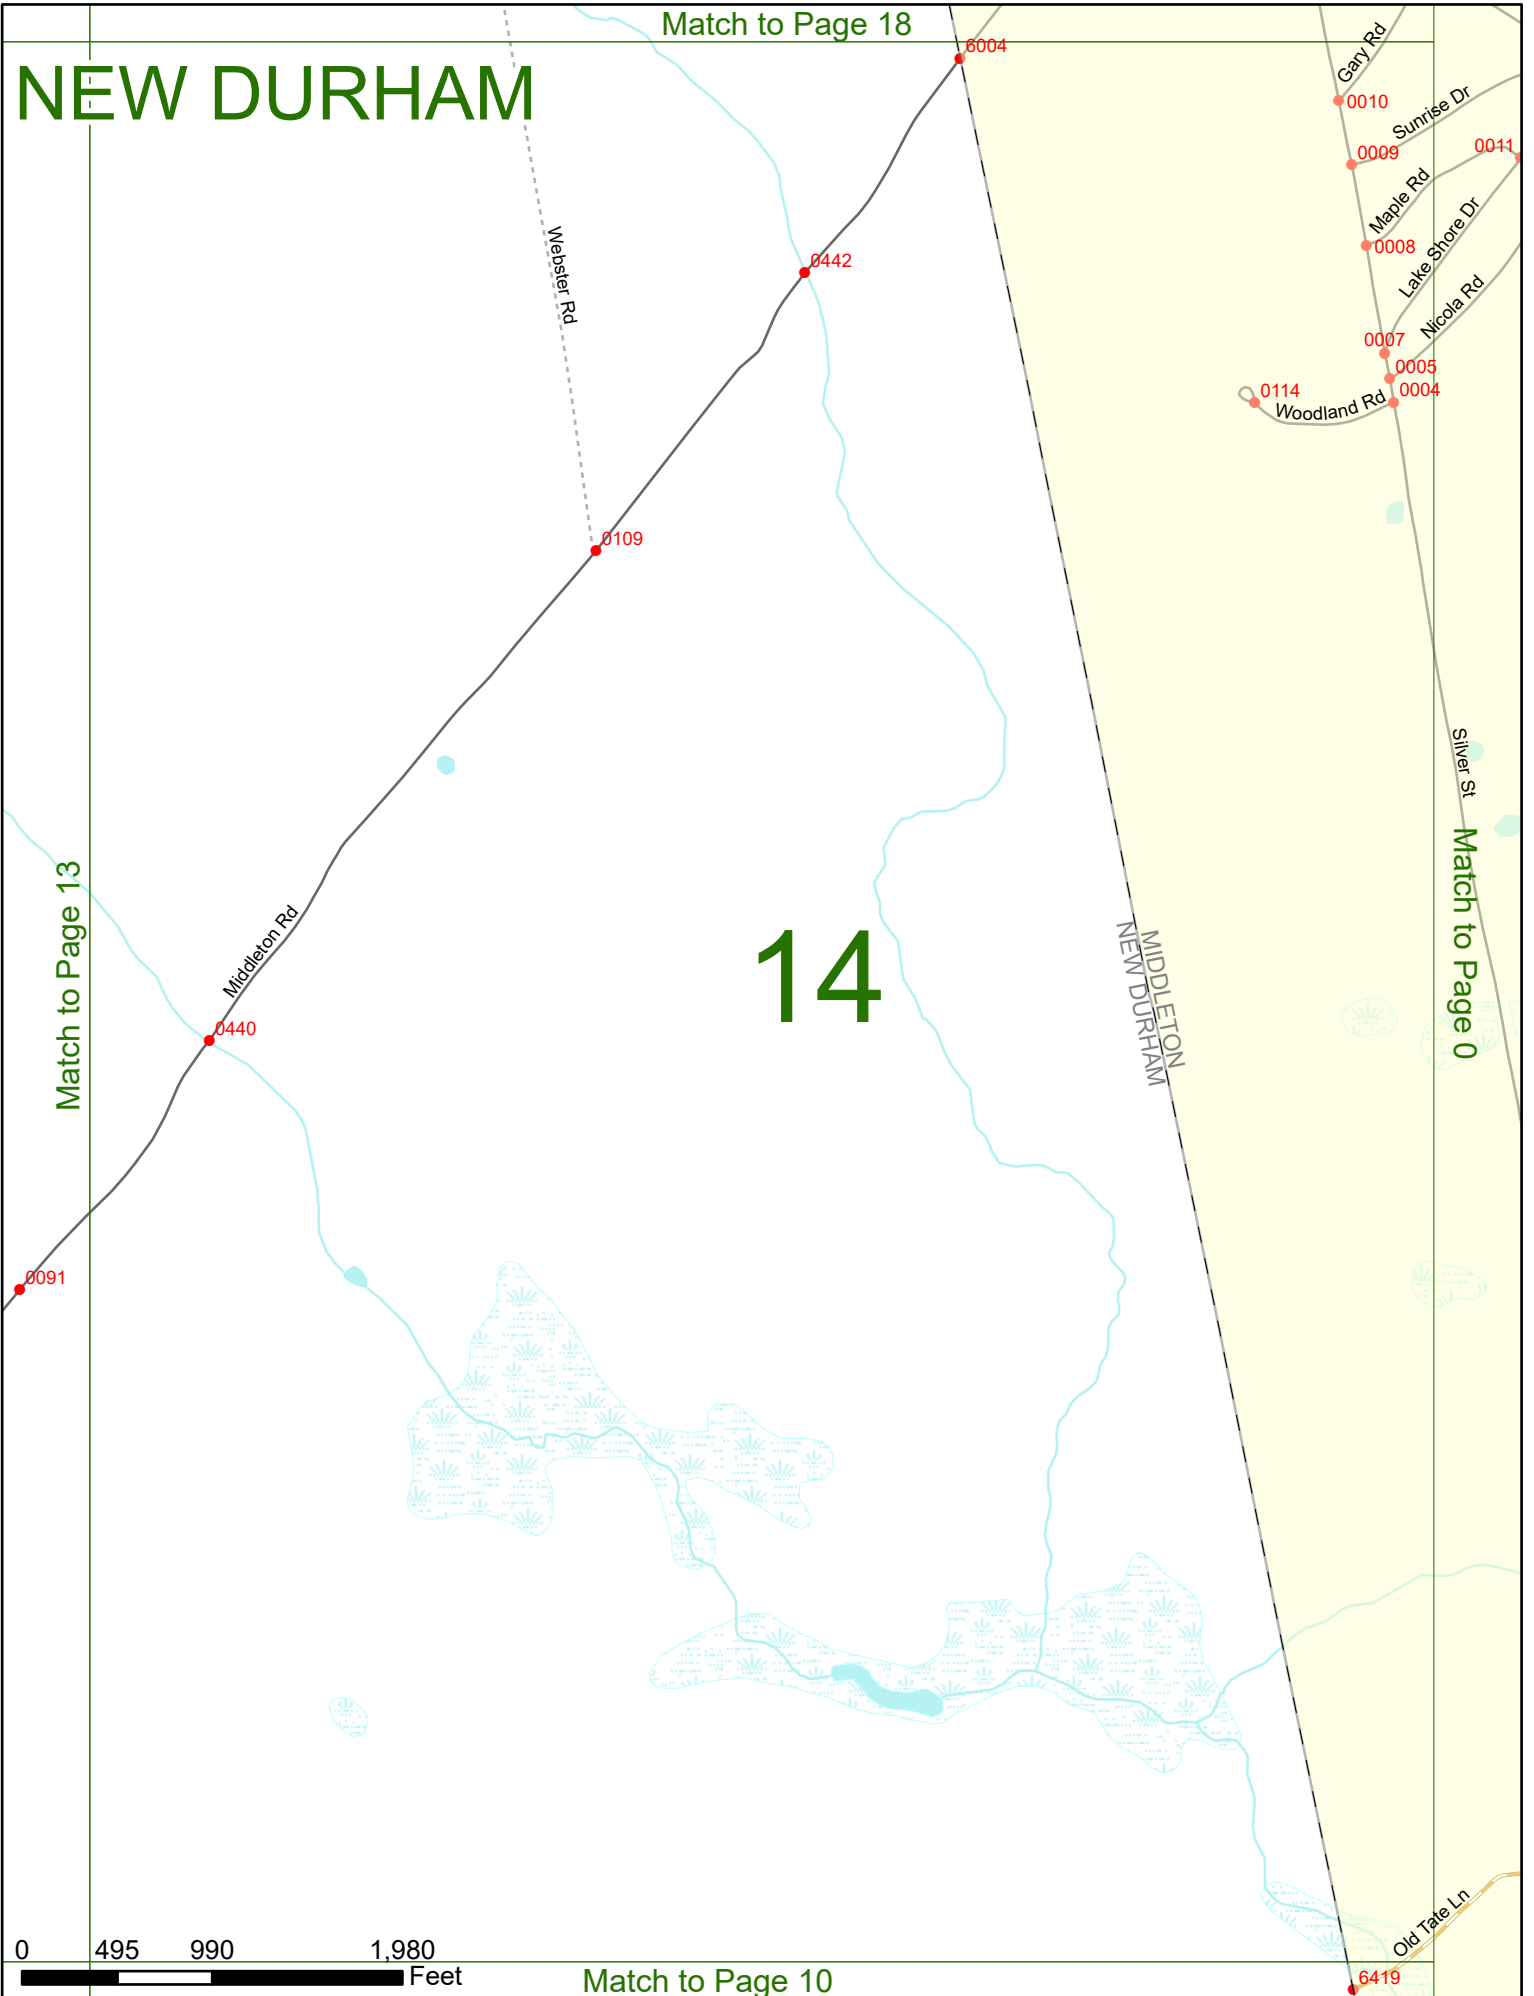 Match to Page 18
NEW DURHAM
6004
Gary Rd
0010
Sunrise Dr
0009
0011
Maple Rd
0008
Lake Shore Dr
Nicola Rd
Webster Rd
0442
0007
0005
0004
0114
Woodland Rd
0109
Silver St
Match to Page 13
Middleton Rd
0440
14
MIDDLETON
NEW DURHAM
Match to Page 0
0091
Old Tate Ln
6419
0 495 990 1,980
Feet
Match to Page 10